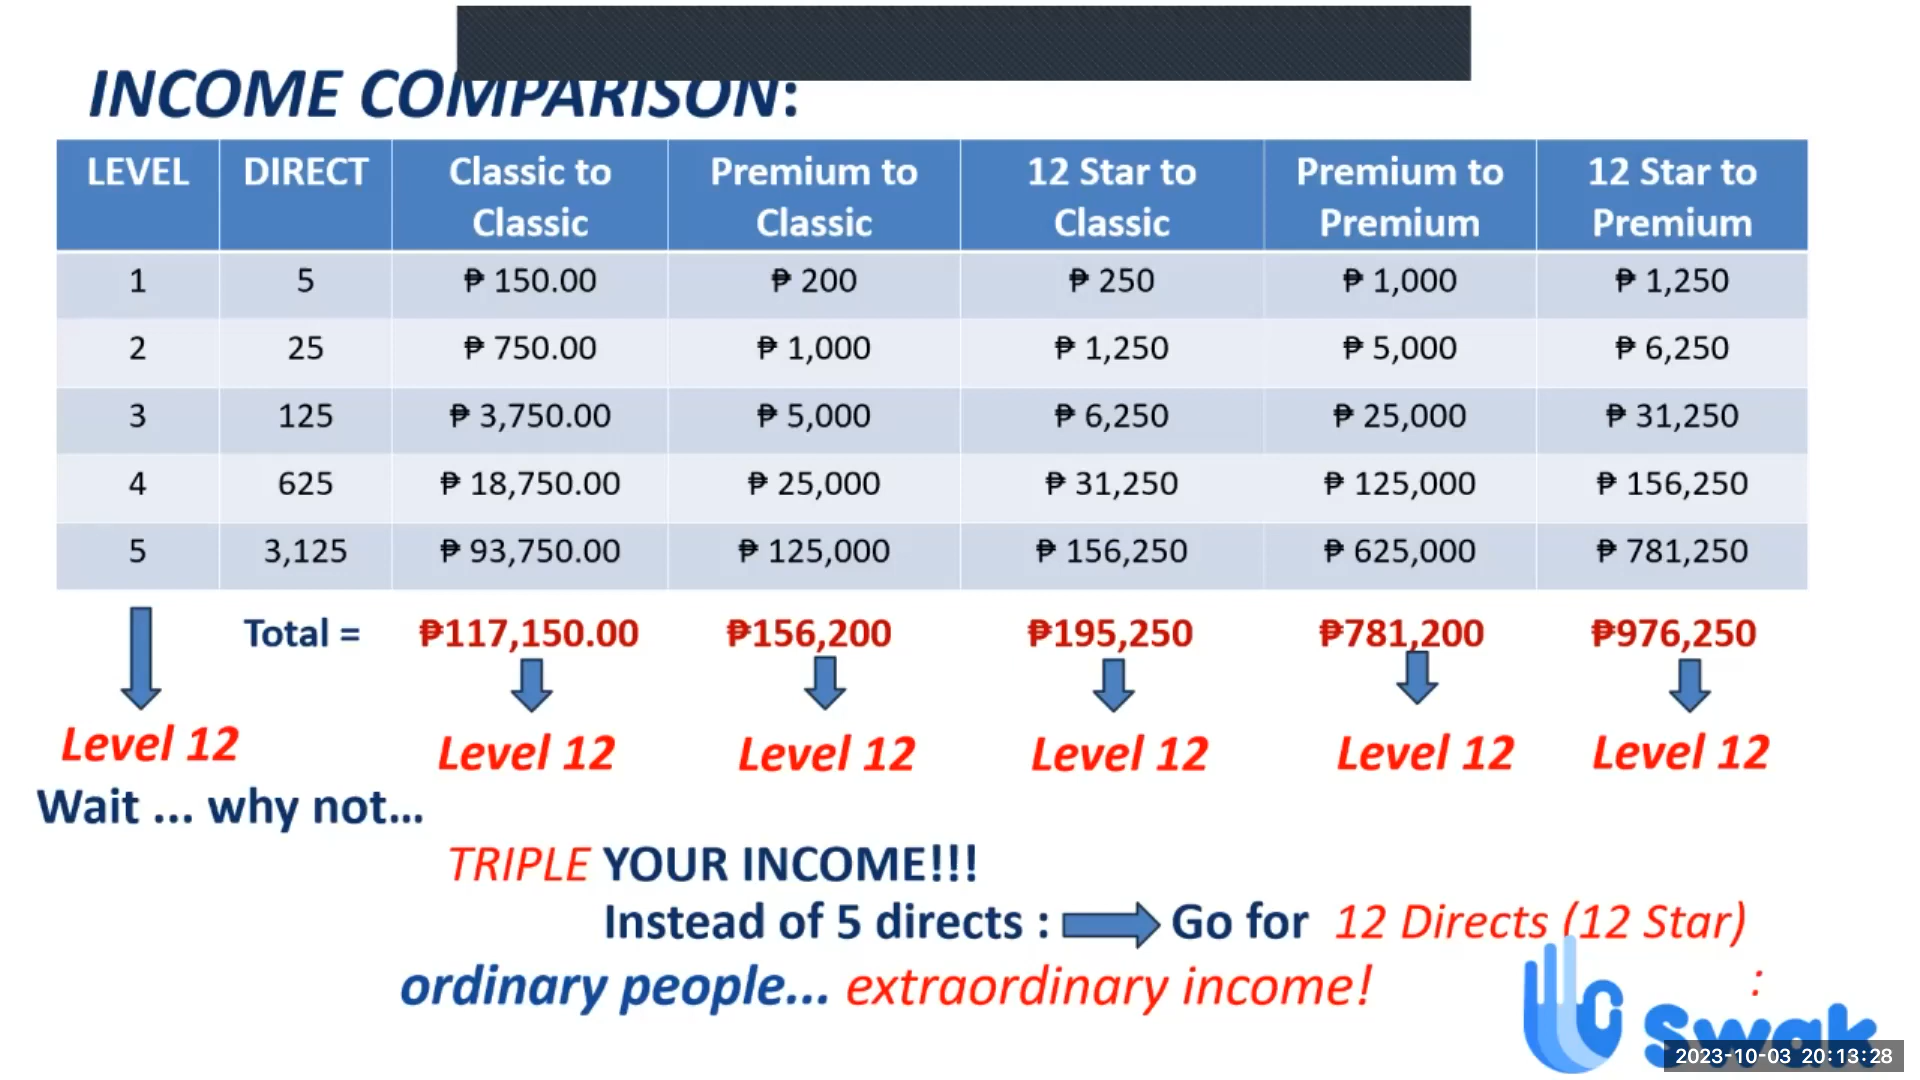 INCOME COMPARISON:
LEVEL DIRECT Classic to Classic Premium to Classic 12 Star to Classic Premium to Premium 12 Star to Premium
1 5 ₱ 150.00 ₱ 200 ₱ 250 ₱ 1,000 ₱ 1,250
2 25 ₱ 750.00 ₱ 1,000 ₱ 1,250 ₱ 5,000 ₱ 6,250
3 125 ₱ 3,750.00 ₱ 5,000 ₱ 6,250 ₱ 25,000 ₱ 31,250
4 625 ₱ 18,750.00 ₱ 25,000 ₱ 31,250 ₱ 125,000 ₱ 156,250
5 3,125 ₱ 93,750.00 ₱ 125,000 ₱ 156,250 ₱ 625,000 ₱ 781,250
Total = ₱117,150.00 ₱156,200 ₱195,250 ₱781,200 ₱976,250
Level 12 Level 12 Level 12 Level 12 Level 12 Level 12
Wait ... why not...
TRIPLE YOUR INCOME!!!
Instead of 5 directs : Go for 12 Directs (12 Star)
ordinary people... extraordinary income! :
Swak
2023-10-03 20:13:28